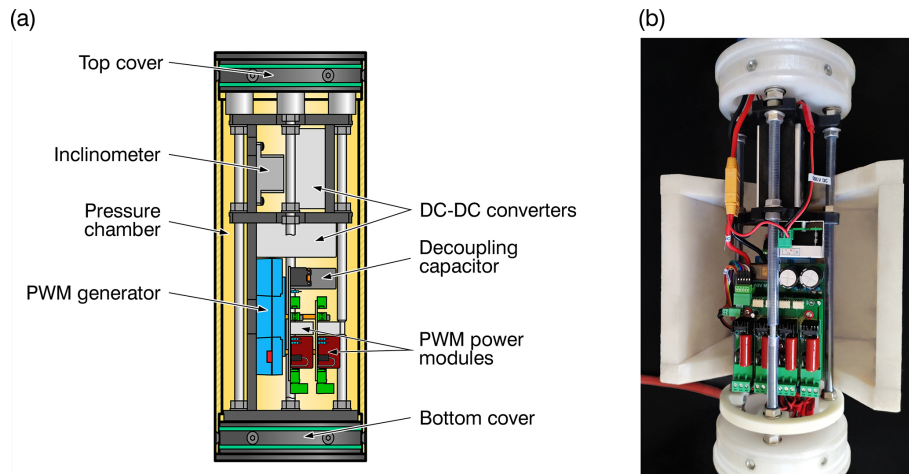 (a)
(b)
Top cover
Inclinometer
Pressure
chamber
PWM generator
DC-DC converters
Decoupling
capacitor
PWM power
modules
Bottom cover